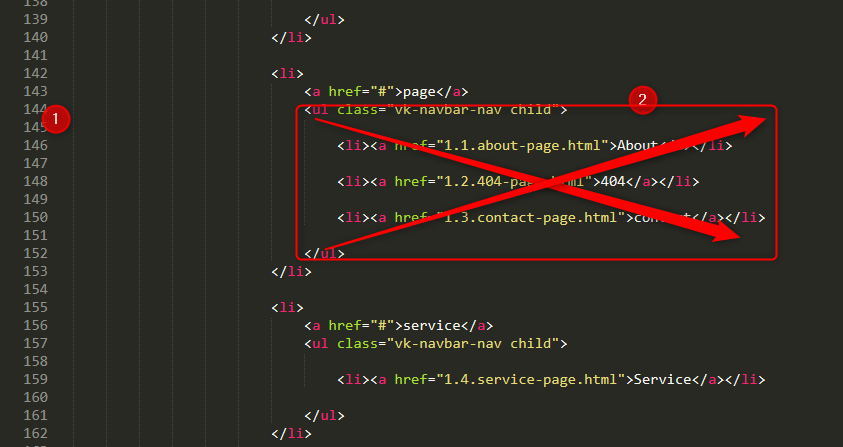 138
139 </ul>
140 </li>
141
142 <li>
143 <a href="#">page</a>
144 <ul class="vk-navbar-nav child">
145
146 <li><a href="1.1.about-page.html">About</a></li>
147
148 <li><a href="1.2.404-page.html">404</a></li>
149
150 <li><a href="1.3.contact-page.html">contact</a></li>
151
152 </ul>
153 </li>
154
155 <li>
156 <a href="#">service</a>
157 <ul class="vk-navbar-nav child">
158
159 <li><a href="1.4.service-page.html">Service</a></li>
160
161 </ul>
162 </li>
1
2